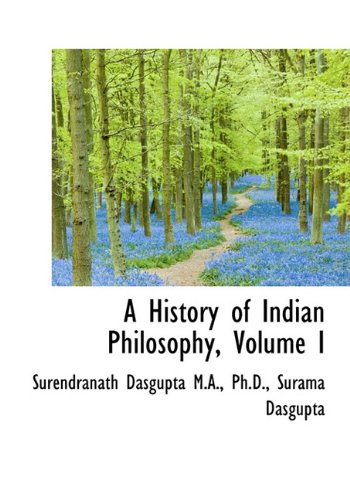 A History of Indian
Philosophy, Volume I
Surendranath Dasgupta M.A., Ph.D., Surama
Dasgupta